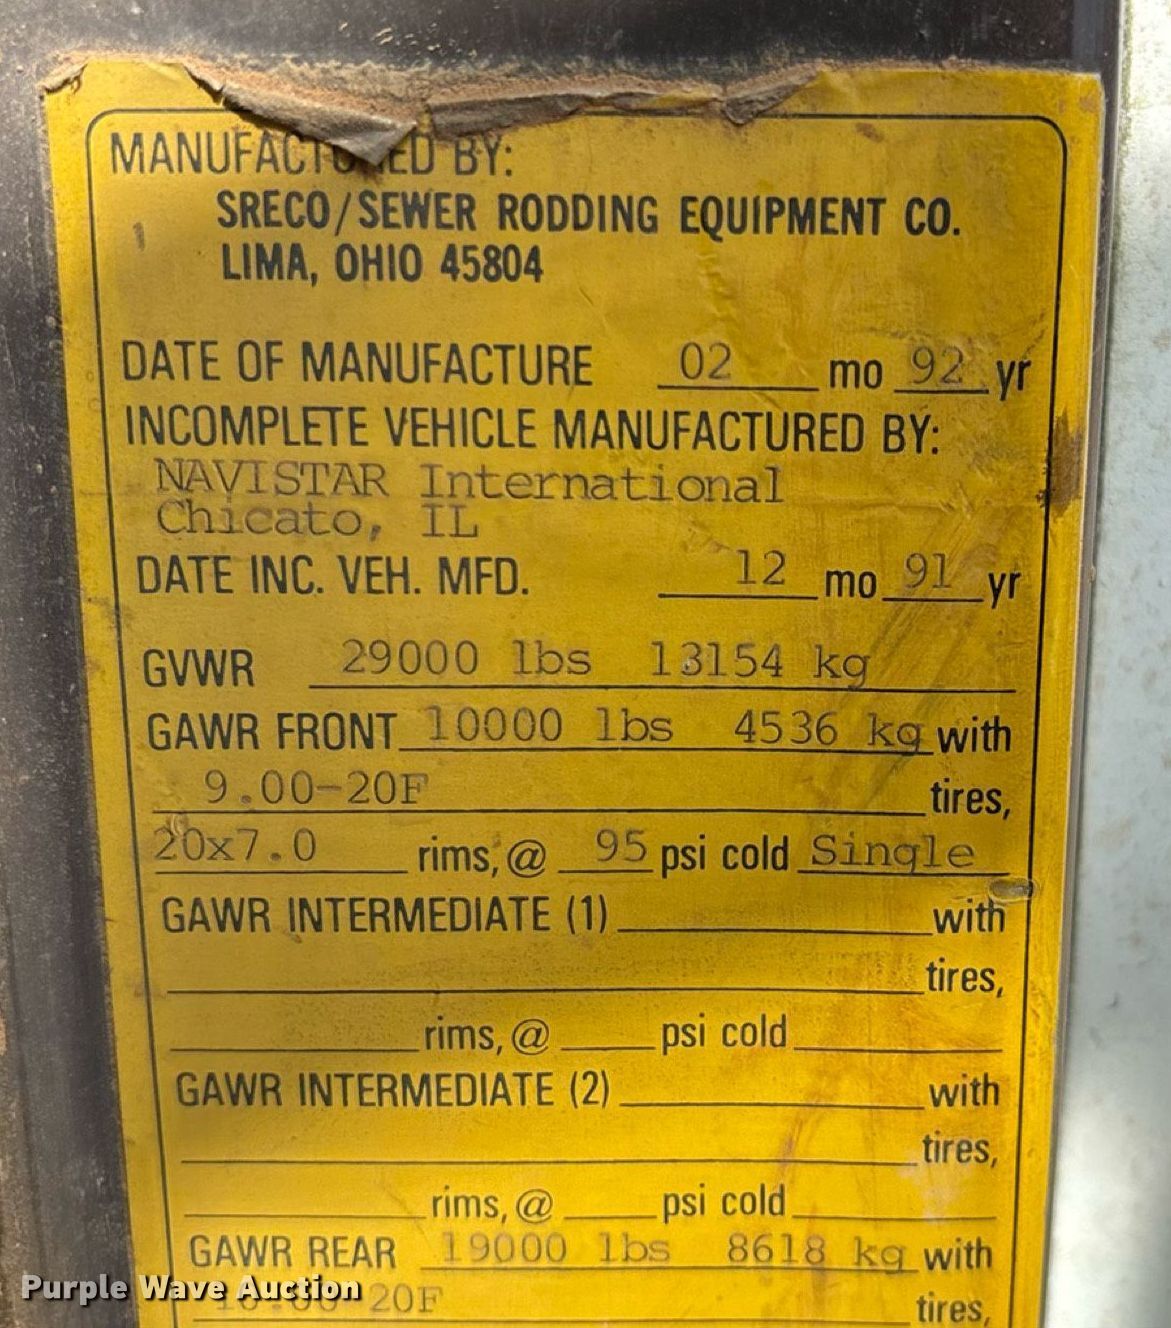 MANUFACTURED BY:
SRECO/SEWER RODDING EQUIPMENT CO.
LIMA, OHIO 45804
DATE OF MANUFACTURE 02 mo 92 yr
INCOMPLETE VEHICLE MANUFACTURED BY:
NAVISTAR International
Chicato, IL
DATE INC. VEH. MFD. 12 mo 91 yr
GVWR 29000 lbs 13154 kg
GAWR FRONT 10000 lbs 4536 kg with
9.00-20F tires,
20x7.0 rims, @ 95 psi cold Single
GAWR INTERMEDIATE (1) with
tires,
rims, @ psi cold
GAWR INTERMEDIATE (2) with
tires,
rims, @ psi cold
GAWR REAR 19000 lbs 8618 kg with
Purple Wave Auction
10.00-20F tires,